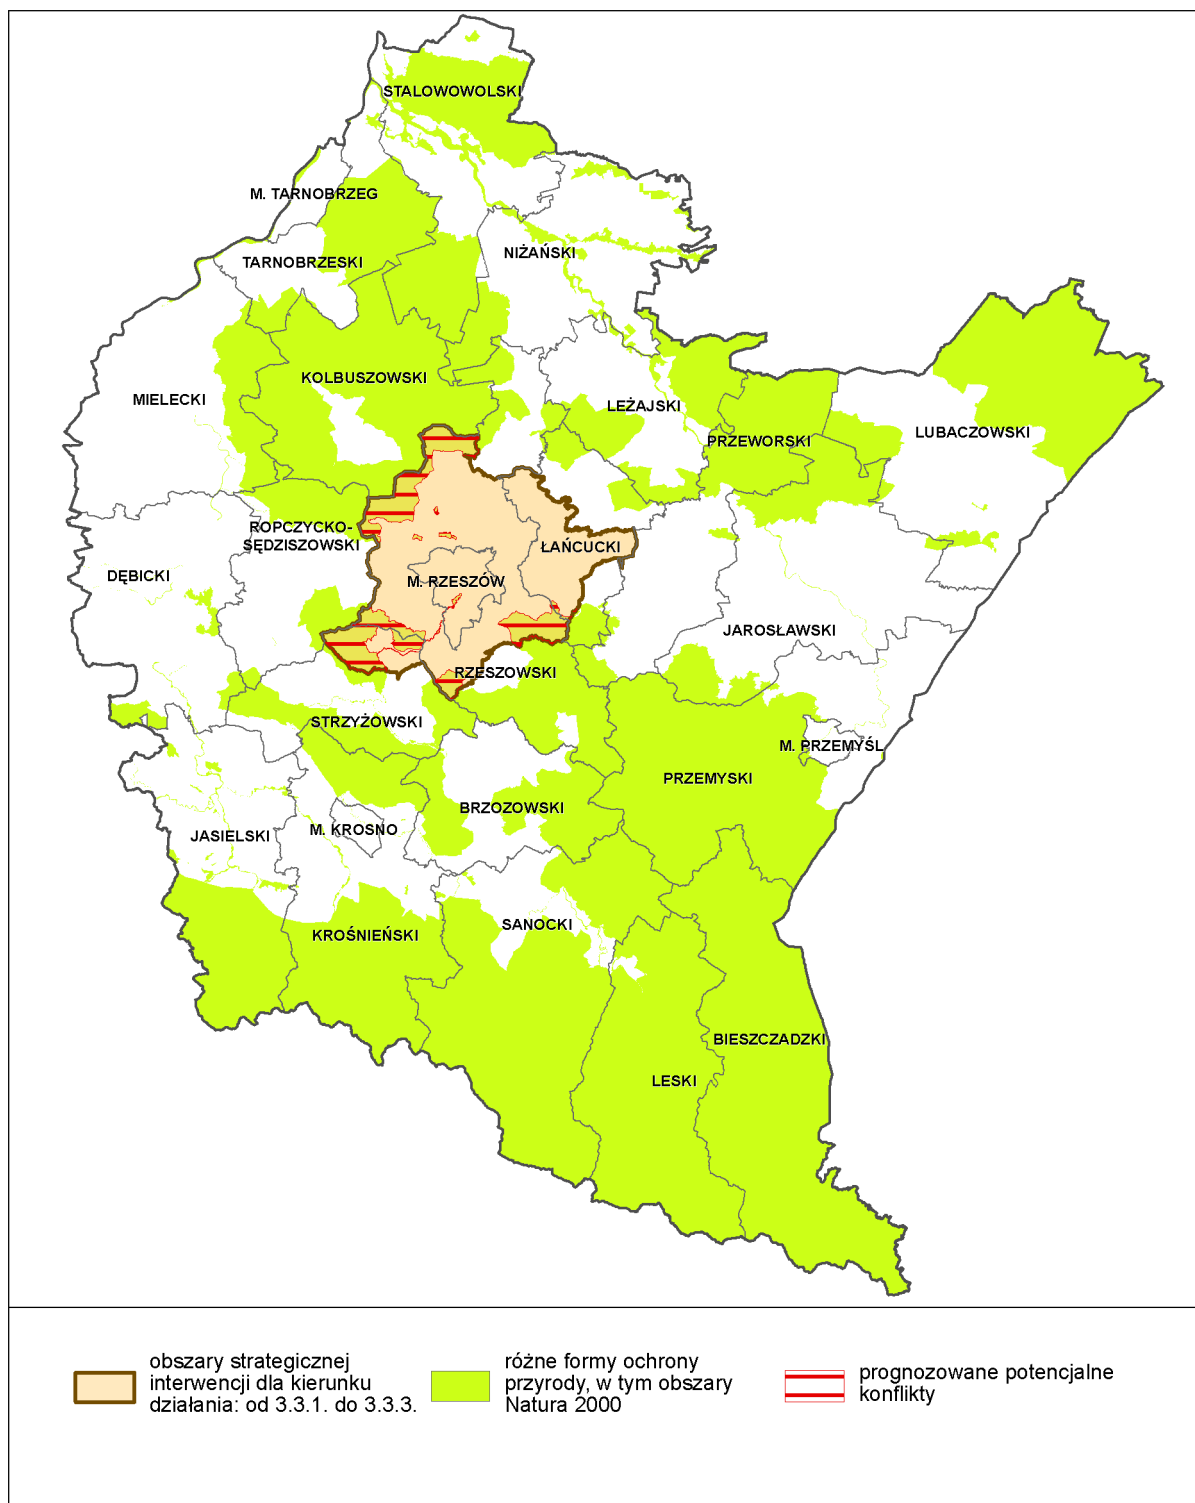 STALOWOWOLSKI
M. TARNOBRZEG
TARNOBRZESKI
NIŻAŃSKI
KOLBUSZOWSKI
MIELECKI
LEŻAJSKI
PRZEWORSKI
LUBACZOWSKI
ROPCZYCKO-
SĘDZISZOWSKI
ŁAŃCUCKI
DĘBICKI
M. RZESZÓW
JAROSŁAWSKI
RZESZOWSKI
STRZYŻOWSKI
M. PRZEMYŚL
PRZEMYSKI
BRZOZOWSKI
M. KROSNO
JASIELSKI
SANOCKI
KROŚNIEŃSKI
BIESZCZADZKI
LESKI
obszary strategicznej
interwencji dla kierunku
działania: od 3.3.1. do 3.3.3.
różne formy ochrony
przyrody, w tym obszary
Natura 2000
prognozowane potencjalne
konflikty